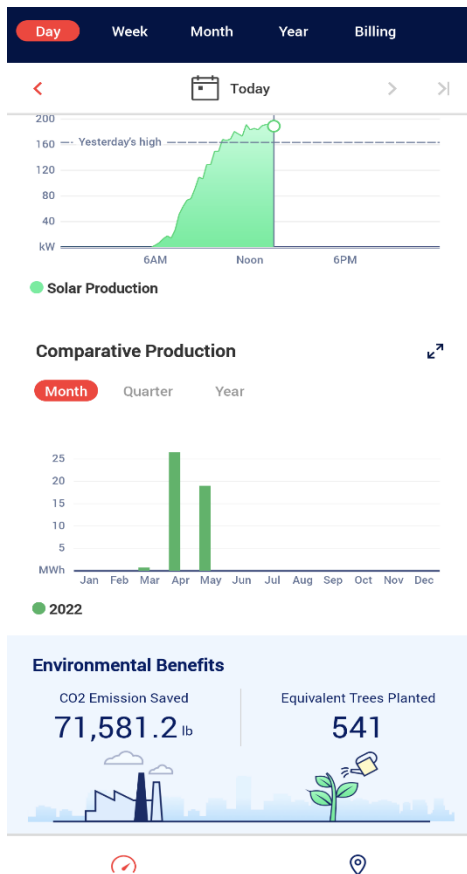 Day Week Month Year Billing
Today
200
160 Yesterday's high
120
80
40
kW
6AM Noon 6PM
Solar Production
Comparative Production
Month Quarter Year
25
20
15
10
5
MWh
Jan Feb Mar Apr May Jun Jul Aug Sep Oct Nov Dec
2022
Environmental Benefits
CO2 Emission Saved Equivalent Trees Planted
71,581.2 lb 541